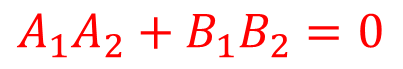 A₁A₂ + B₁B₂ = 0